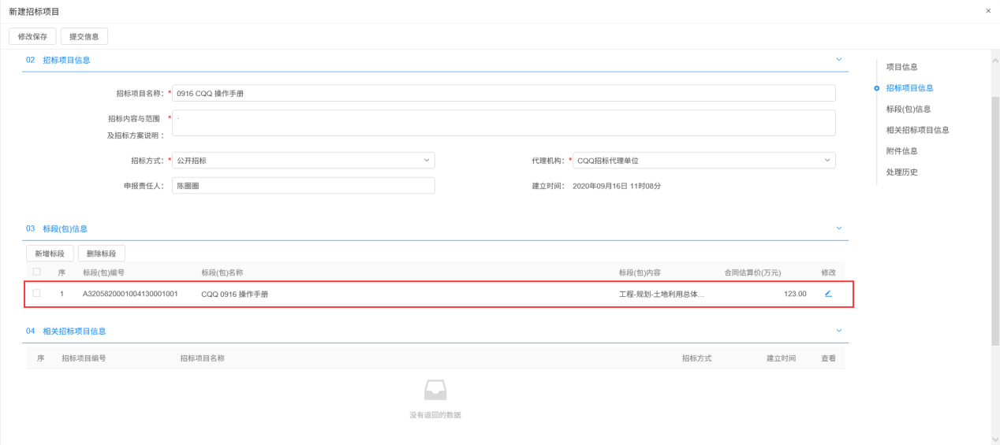 新建招标项目 ×
修改保存 提交信息
02 招标项目信息
招标项目名称: * 0916 CQQ 操作手册
招标内容与范围 * -
及招标方案说明：
招标方式: * 公开招标 代理机构: * CQQ招标代理单位
申报责任人: 陈圈圈 建立时间: 2020年09月16日 11时08分
03 标段(包)信息
新增标段 删除标段
序 标段(包)编号 标段(包)名称 标段(包)内容 合同估算价(万元) 修改
1 A3205820001004130001001 CQQ 0916 操作手册 工程-规划-土地利用总体... 123.00
04 相关招标项目信息
序 招标项目编号 招标项目名称 招标方式 建立时间 查看
没有返回的数据
项目信息
招标项目信息
标段(包)信息
相关招标项目信息
附件信息
处理历史